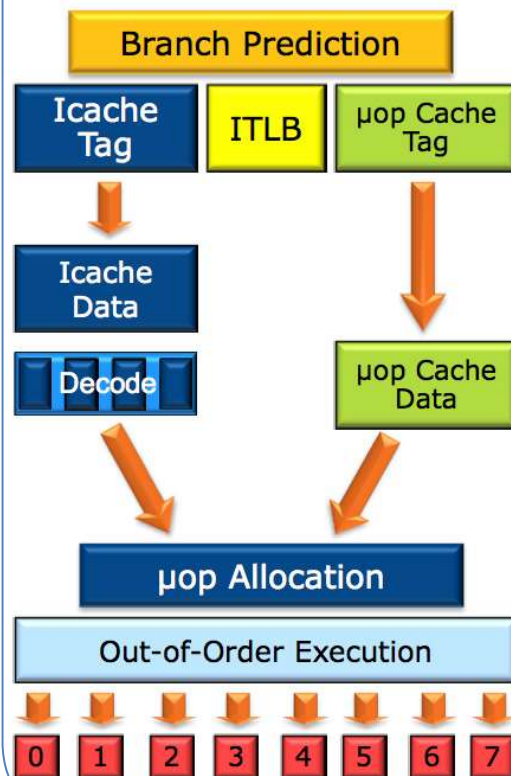 Branch Prediction
Icache
Tag
ITLB
μop Cache
Tag
Icache
Data
Decode
μop Cache
Data
μop Allocation
Out-of-Order Execution
0 1 2 3 4 5 6 7